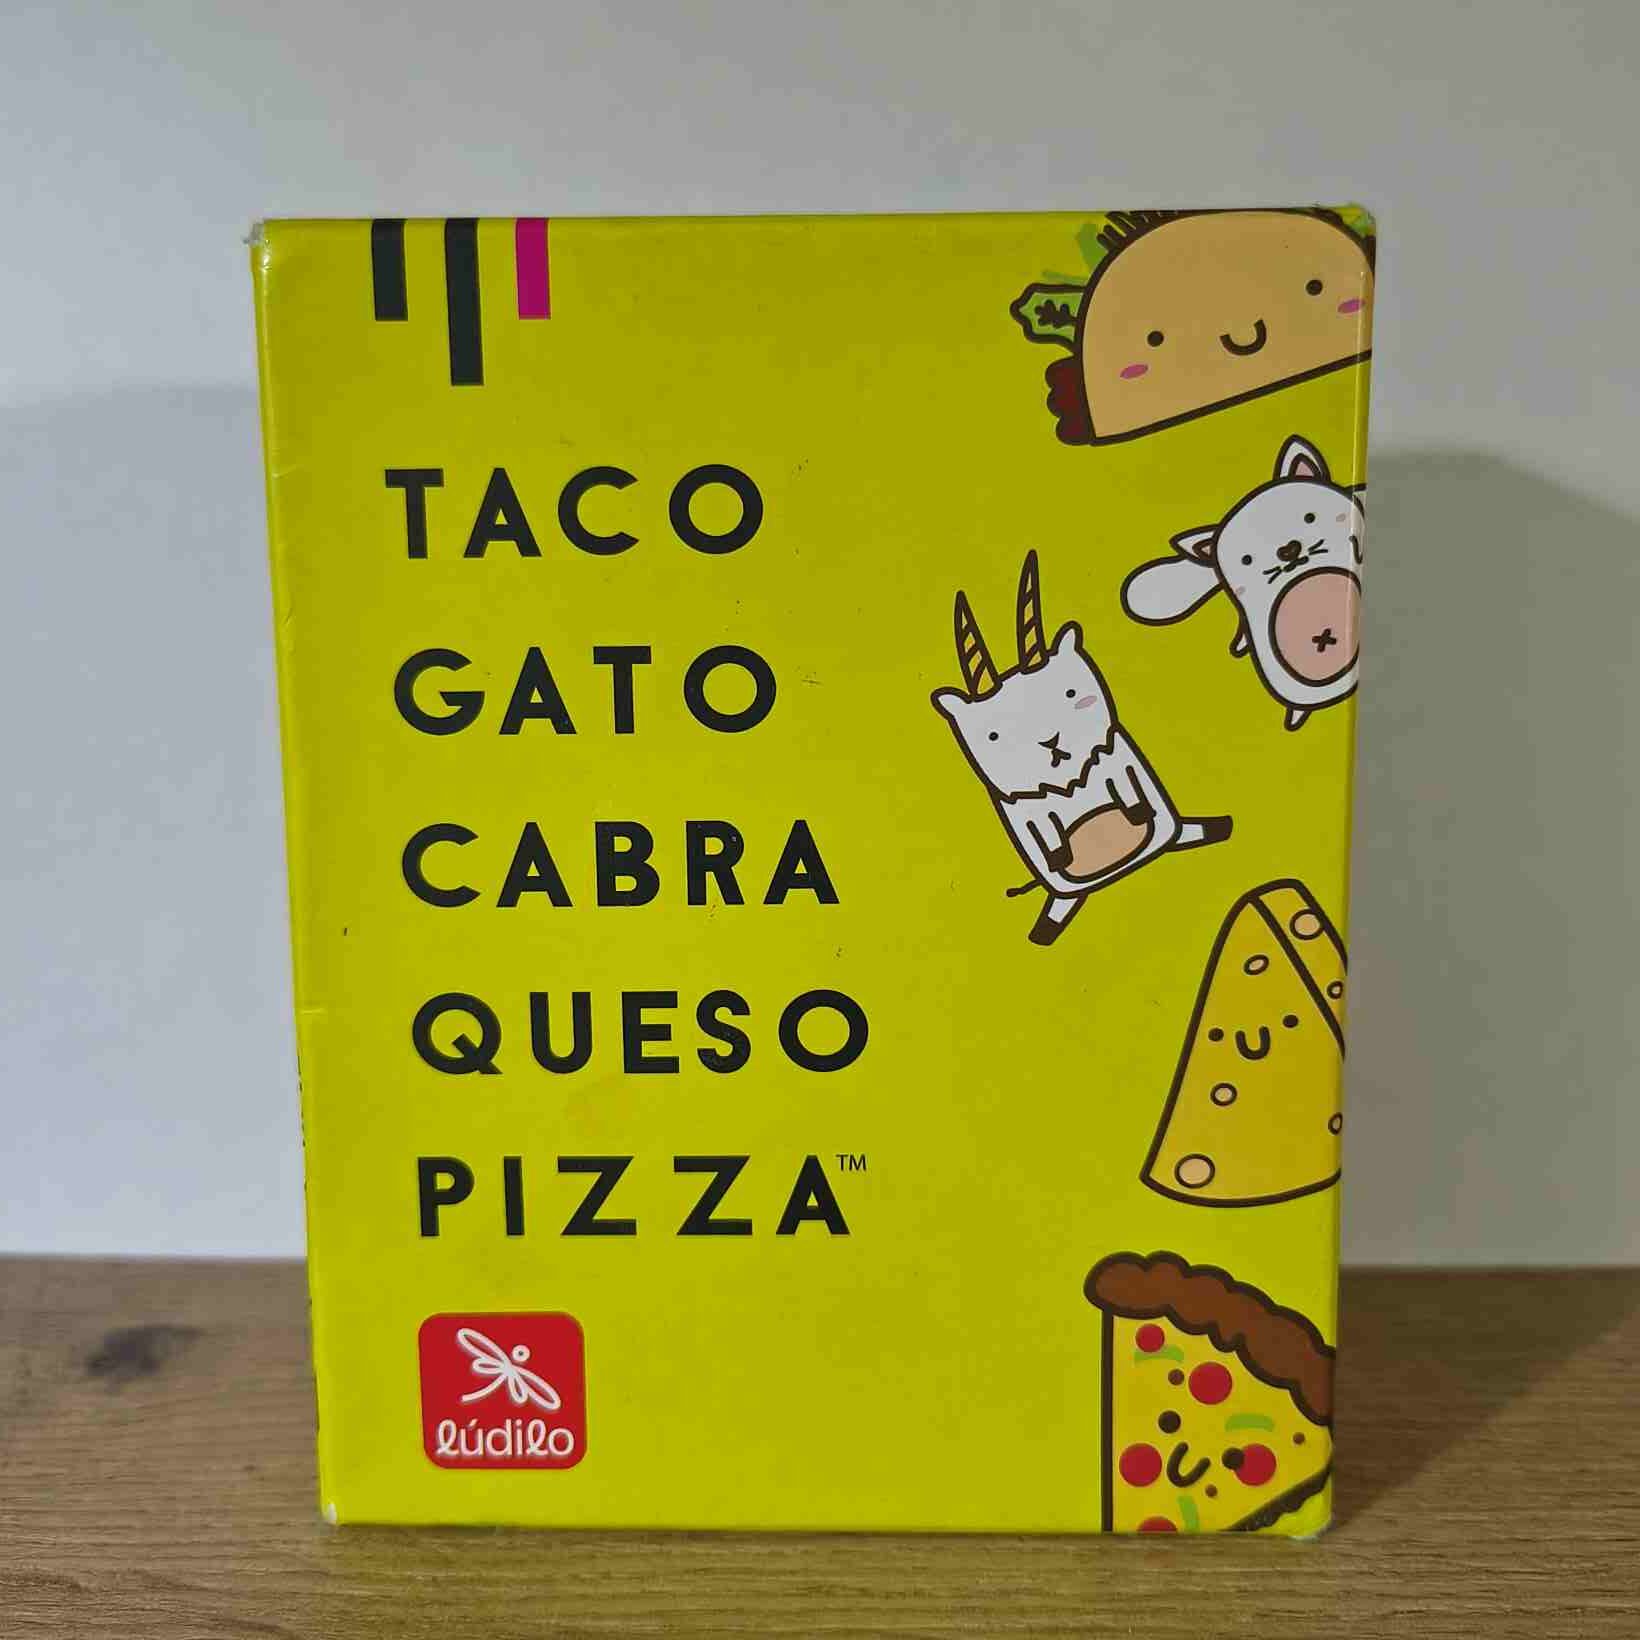 TACO
GATO
CABRA
QUESO
PIZZA™
lúdilo